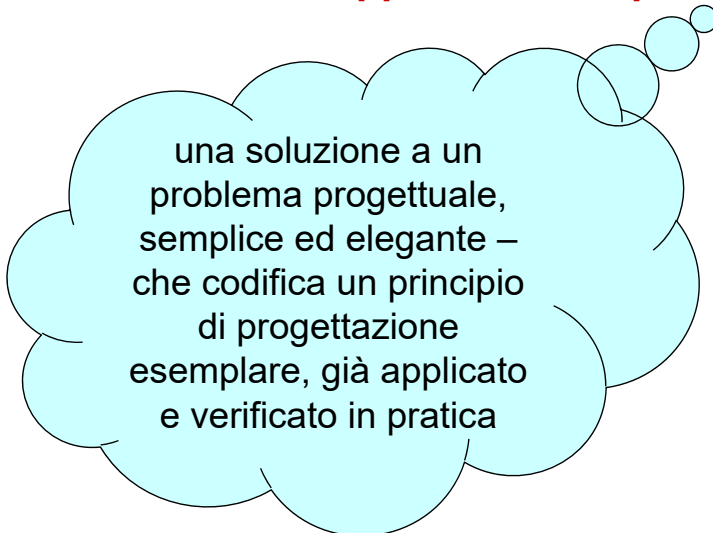 una soluzione a un
problema progettuale,
semplice ed elegante –
che codifica un principio
di progettazione
esemplare, già applicato
e verificato in pratica